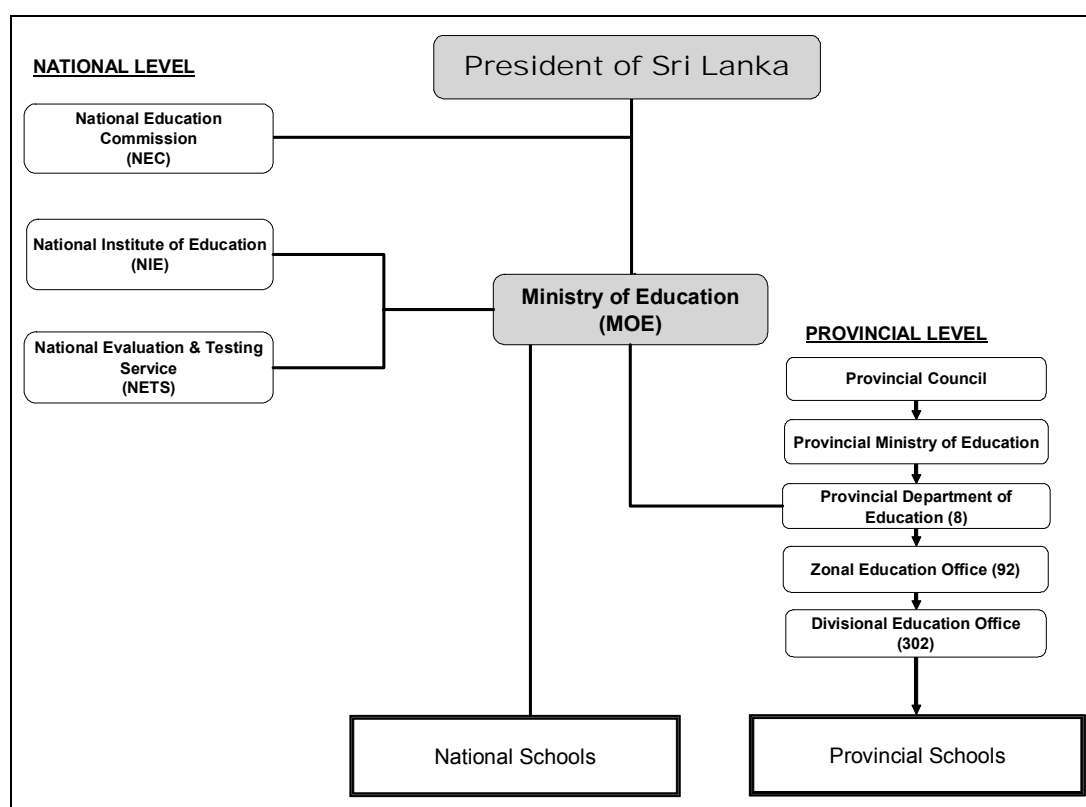 President of Sri Lanka
NATIONAL LEVEL
National Education
Commission
(NEC)
National Institute of Education
(NIE)
Ministry of Education
(MOE)
National Evaluation & Testing
Service
(NETS)
PROVINCIAL LEVEL
Provincial Council
Provincial Ministry of Education
Provincial Department of
Education (8)
Zonal Education Office (92)
Divisional Education Office
(302)
National Schools
Provincial Schools